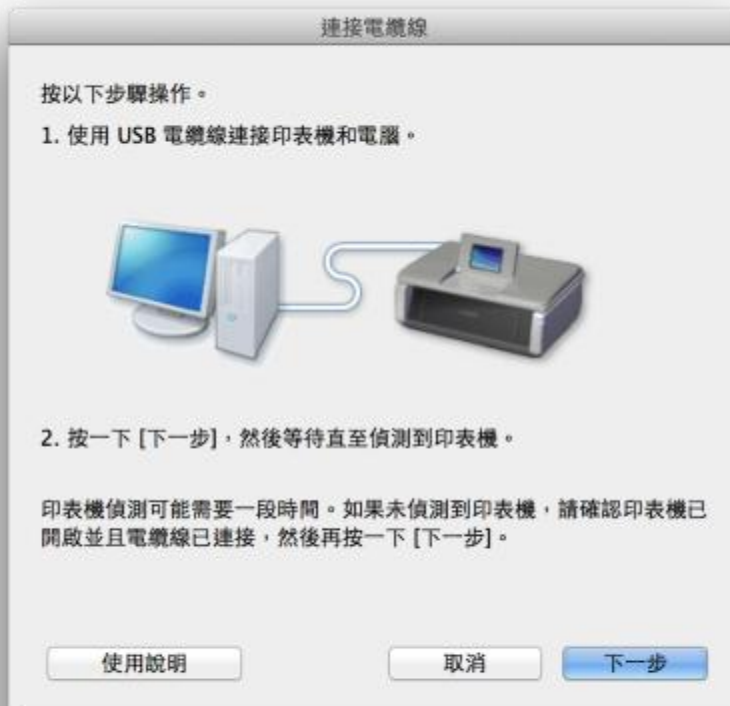 連接電纜線
按以下步驟操作。
1. 使用 USB 電纜線連接印表機和電腦。
2. 按一下 [下一步]，然後等待直至偵測到印表機。
印表機偵測可能需要一段時間。如果未偵測到印表機，請確認印表機已
開啟並且電纜線已連接，然後再按一下 [下一步]。
使用說明
取消
下一步